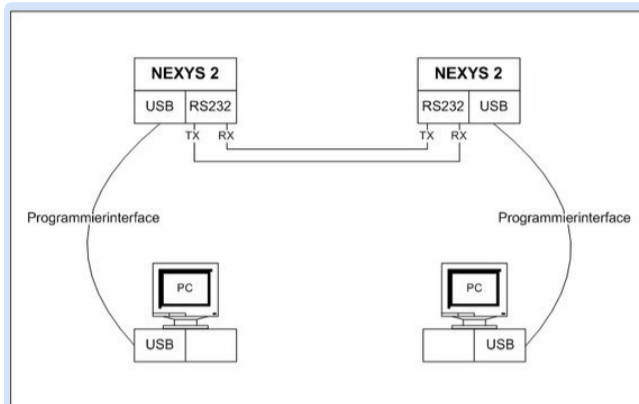 NEXYS 2
NEXYS 2
USB
RS232
RS232
USB
TX
RX
TX
RX
Programmierinterface
Programmierinterface
PC
PC
USB
USB